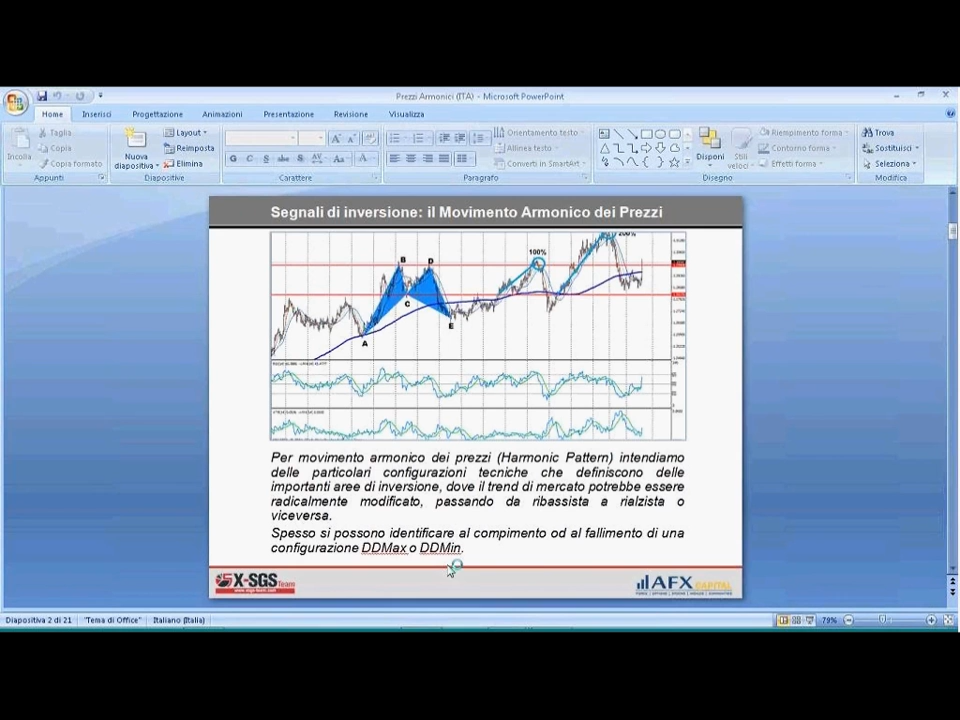 Prezzi Armonici (ITA) - Microsoft PowerPoint
Home Inserisci Progettazione Animazioni Presentazione Revisione Visualizza
Incolla
Taglia
Copia
Copia formato
Appunti
Nuova diapositiva
Layout
Reimposta
Elimina
Diapositive
Carattere
Orientamento testo
Allinea testo
Converti in SmartArt
Paragrafo
Disponi
Stili veloci
Riempimento forma
Contorno forma
Effetti forma
Disegno
Trova
Sostituisci
Seleziona
Modifica
Segnali di inversione: il Movimento Armonico dei Prezzi
100%
200%
B D
C
E
A
Per movimento armonico dei prezzi (Harmonic Pattern) intendiamo
delle particolari configurazioni tecniche che definiscono delle
importanti aree di inversione, dove il trend di mercato potrebbe essere
radicalmente modificato, passando da ribassista a rialzista o
viceversa.
Spesso si possono identificare al compimento od al fallimento di una
configurazione DDMax o DDMin.
X-SGS Team
AFX CAPITAL
Diapositiva 2 di 21 "Tema di Office" Italiano (Italia) 79%